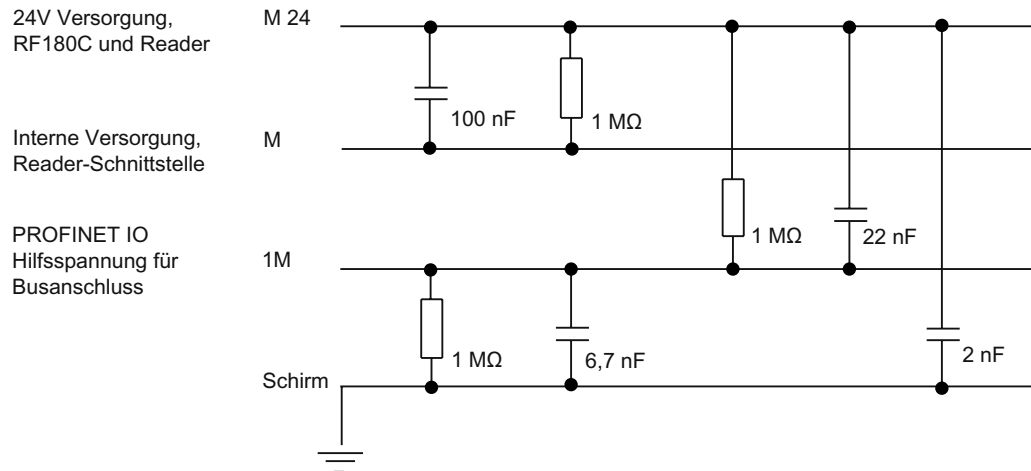 24V Versorgung,
RF180C und Reader
M 24
100 nF
1 MΩ
Interne Versorgung,
Reader-Schnittstelle
M
1 MΩ
22 nF
PROFINET IO
Hilfsspannung für
Busanschluss
1M
1 MΩ
6,7 nF
2 nF
Schirm